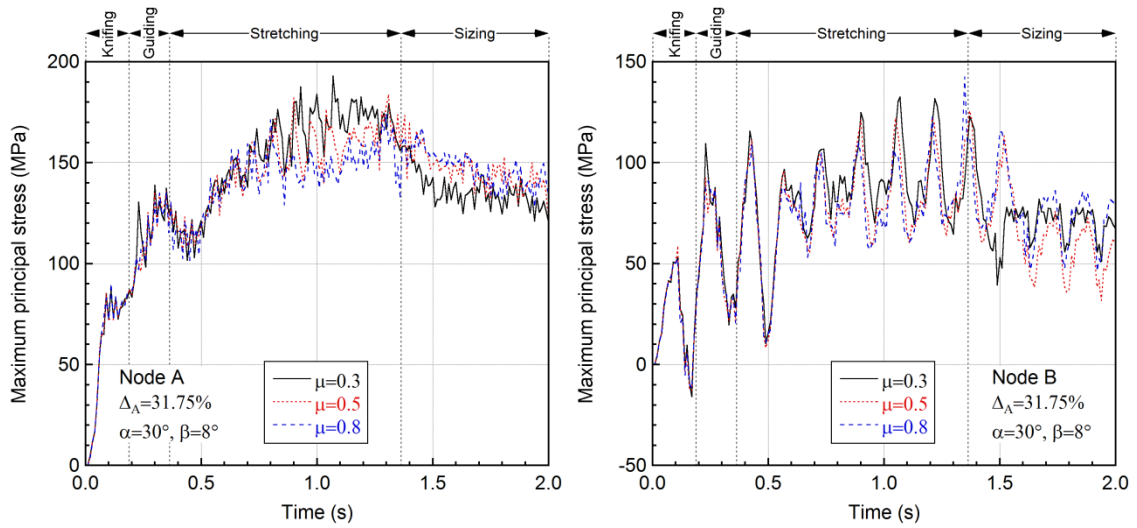 Knifing
Guiding
Stretching
Sizing
200
150
100
50
0
Maximum principal stress (MPa)
Node A
Δ_A=31.75%
α=30°, β=8°
μ=0.3
μ=0.5
μ=0.8
0.0 0.5 1.0 1.5 2.0
Time (s)
Knifing
Guiding
Stretching
Sizing
150
100
50
0
-50
Maximum principal stress (MPa)
μ=0.3
μ=0.5
μ=0.8
Node B
Δ_A=31.75%
α=30°, β=8°
0.0 0.5 1.0 1.5 2.0
Time (s)